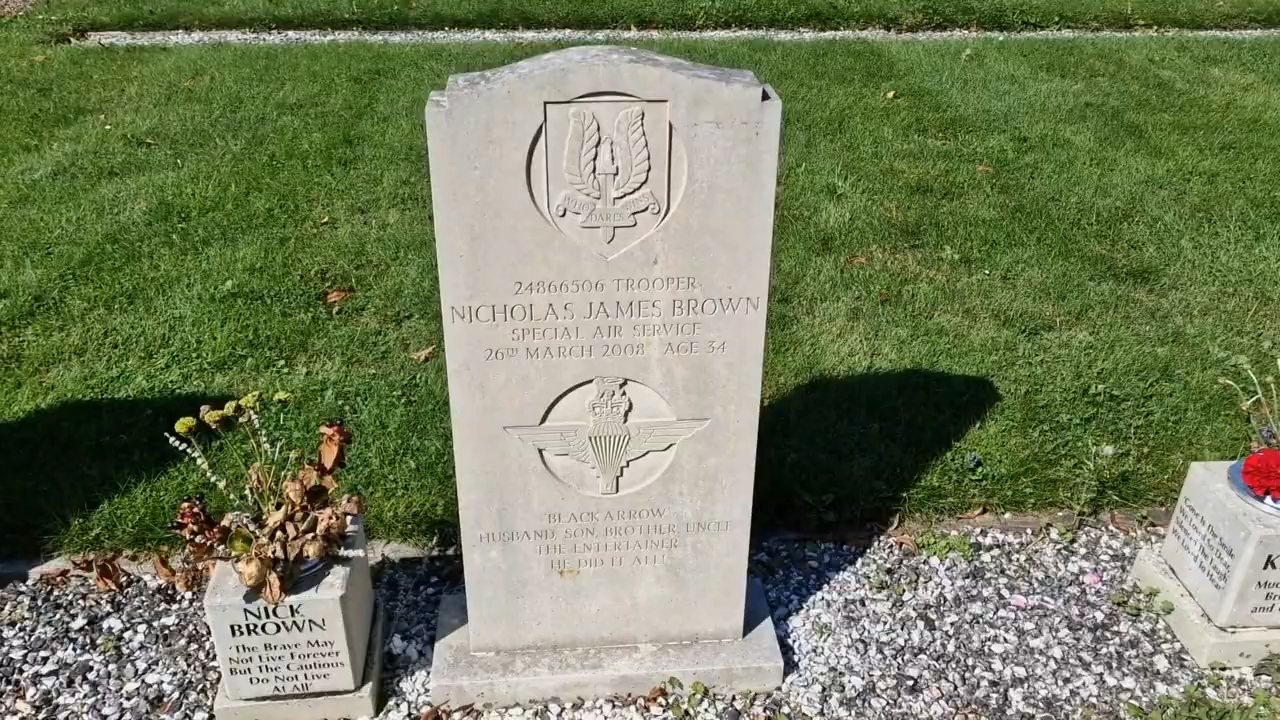 WHO DARES WINS
24866506 TROOPER
NICHOLAS JAMES BROWN
SPECIAL AIR SERVICE
26TH MARCH 2008 AGE 34
'BLACK ARROW'
HUSBAND, SON, BROTHER, UNCLE
THE ENTERTAINER
HE DID IT ALL!
NICK
BROWN
'The Brave May
Not Live Forever
But The Cautious
Do Not Live
At All'